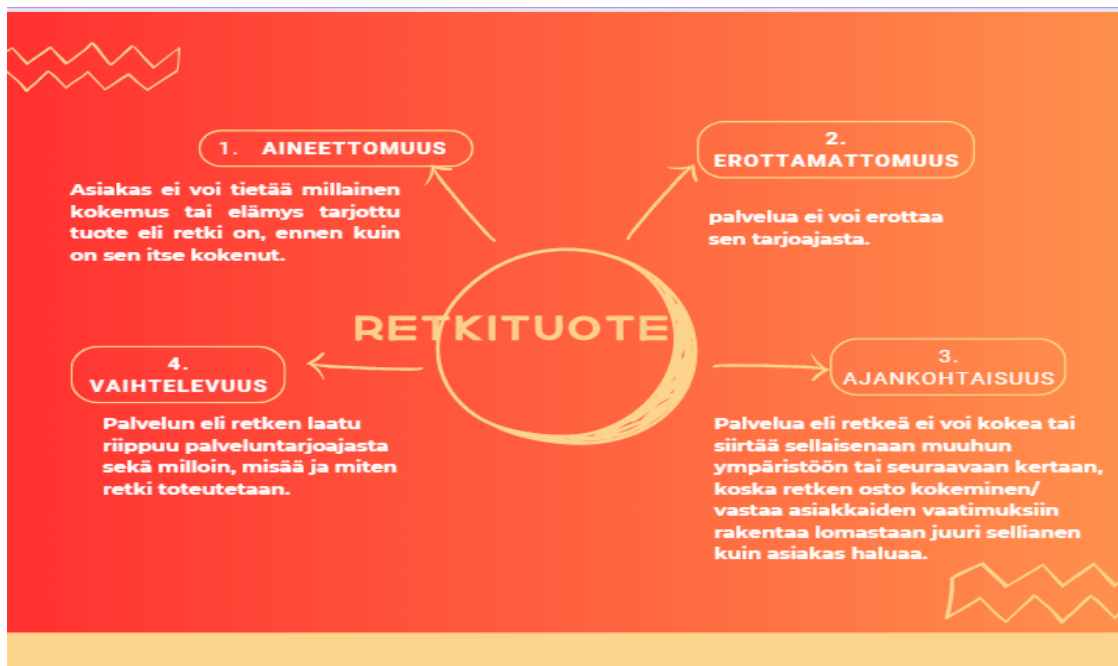 1. AINEETTOMUUS
Asiakas ei voi tietää millainen
kokemus tai elämys tarjottu
tuote eli retki on, ennen kuin
on sen itse kokenut.
2.
EROTTAMATTOMUUS
palvelua ei voi erottaa
sen tarjoajasta.
RETKITUOTE
3.
AJANKOHTAISUUS
Palvelua eli retkeä ei voi kokea tai
siirtää sellaisenaan muuhun
ympäristöön tai seuraavaan kertaan,
koska retken osto kokeminen/
vastaa asiakkaiden vaatimuksiin
rakentaa lomastaan juuri sellianen
kuin asiakas haluaa.
4.
VAIHTELEVUUS
Palvelun eli retken laatu
riippuu palveluntarjoajasta
sekä milloin, misää ja miten
retki toteutetaan.